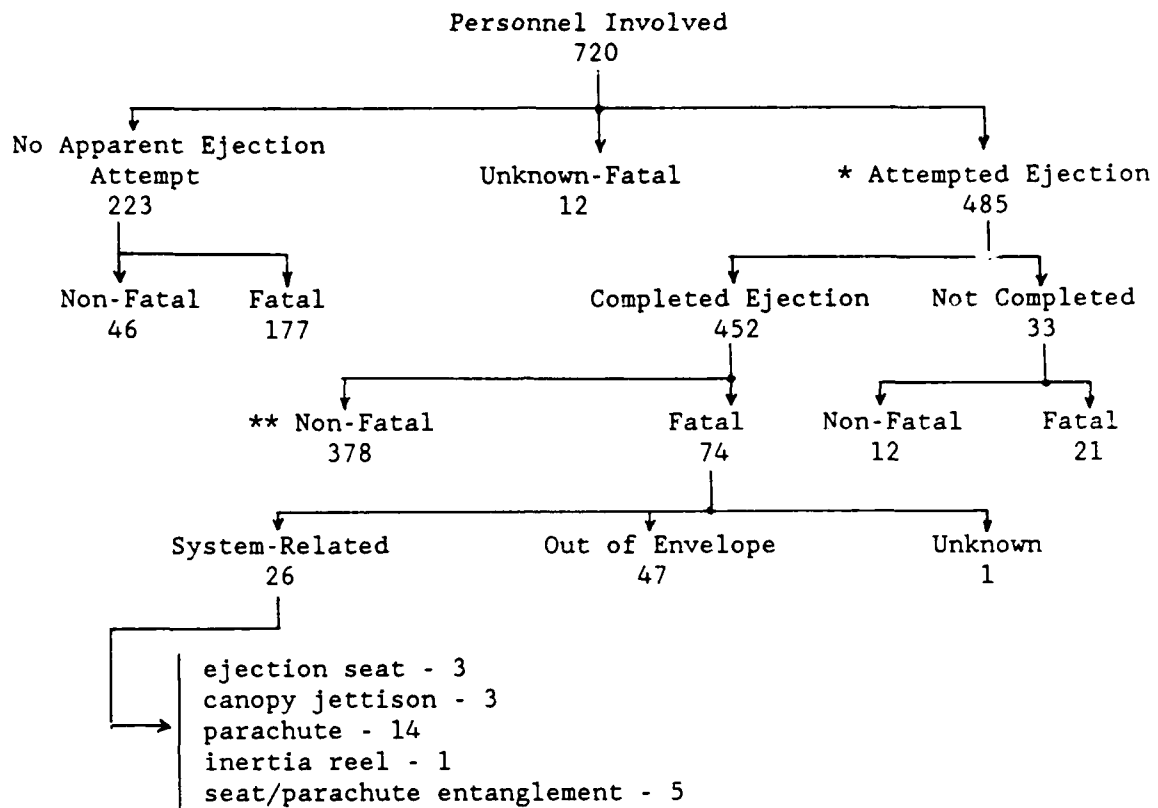 Personnel Involved
720
No Apparent Ejection
Attempt
223
Unknown-Fatal
12
* Attempted Ejection
485
Non-Fatal
46
Fatal
177
Completed Ejection
452
Not Completed
33
** Non-Fatal
378
Fatal
74
Non-Fatal
12
Fatal
21
System-Related
26
Out of Envelope
47
Unknown
1
ejection seat - 3
canopy jettison - 3
parachute - 14
inertia reel - 1
seat/parachute entanglement - 5